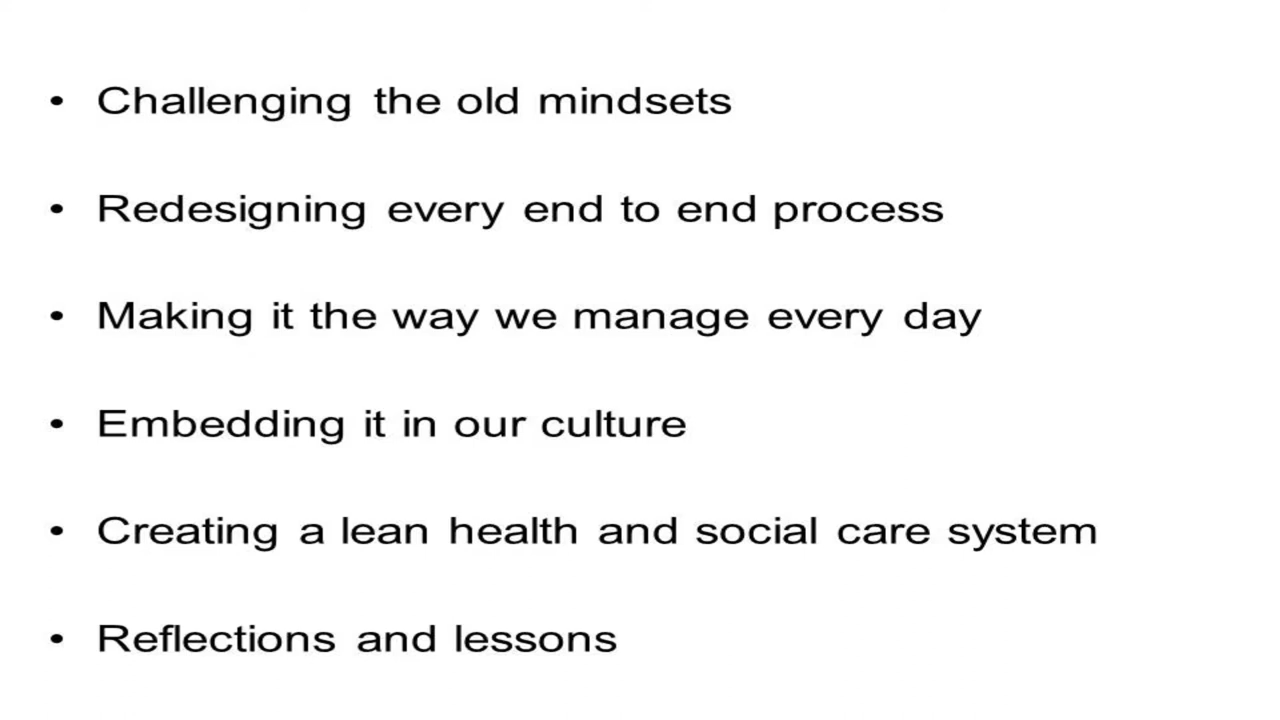 • Challenging the old mindsets
• Redesigning every end to end process
• Making it the way we manage every day
• Embedding it in our culture
• Creating a lean health and social care system
• Reflections and lessons